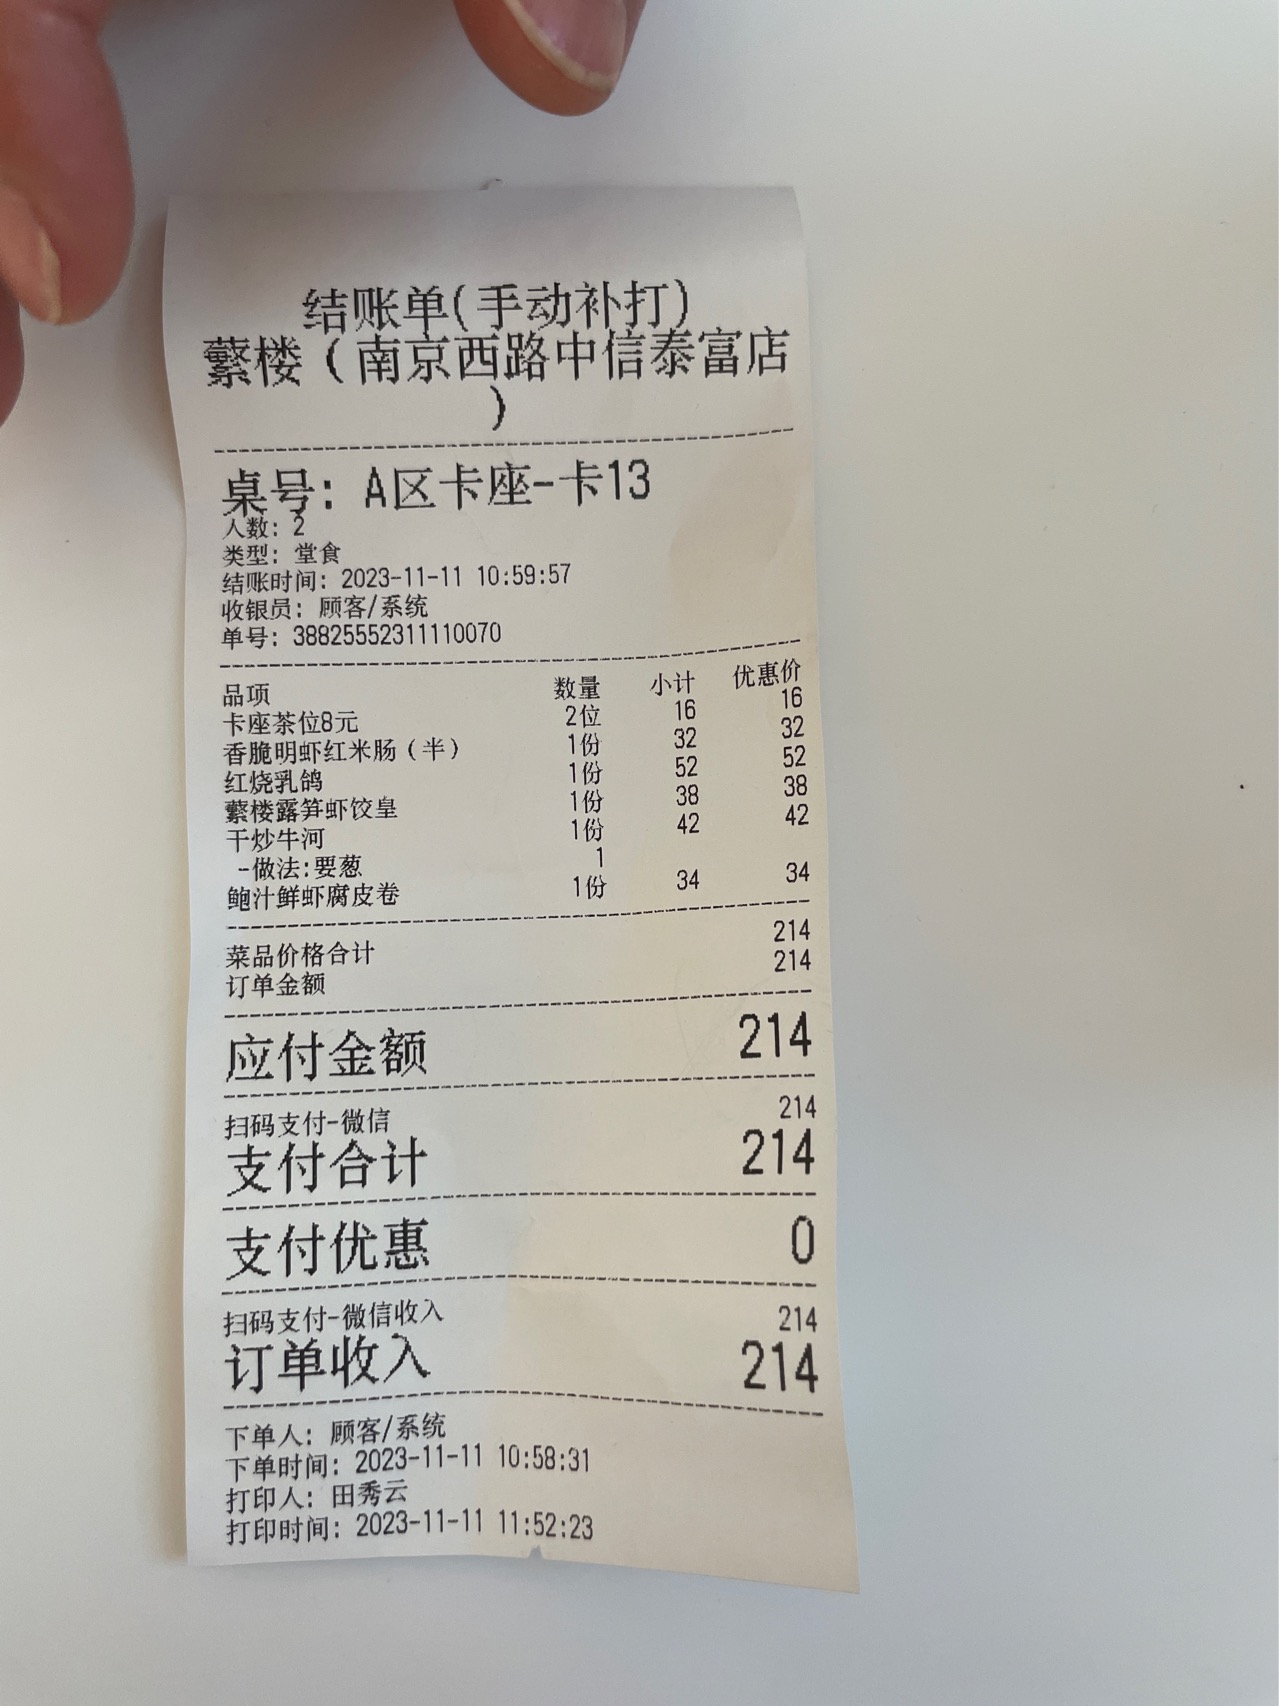 结账单(手动补打)
蘩楼（南京西路中信泰富店
）
桌号: A区卡座-卡13
人数: 2
类型: 堂食
结账时间: 2023-11-11 10:59:57
收银员: 顾客/系统
单号: 38825552311110070
品项 数量 小计 优惠价
卡座茶位8元 2位 16 16
香脆明虾红米肠（半） 1份 32 32
红烧乳鸽 1份 52 52
蘩楼露笋虾饺皇 1份 38 38
干炒牛河 1份 42 42
-做法:要葱 1
鲍汁鲜虾腐皮卷 1份 34 34
菜品价格合计 214
订单金额 214
应付金额 214
扫码支付-微信 214
支付合计 214
支付优惠 0
扫码支付-微信收入 214
订单收入 214
下单人: 顾客/系统
下单时间: 2023-11-11 10:58:31
打印人: 田秀云
打印时间: 2023-11-11 11:52:23